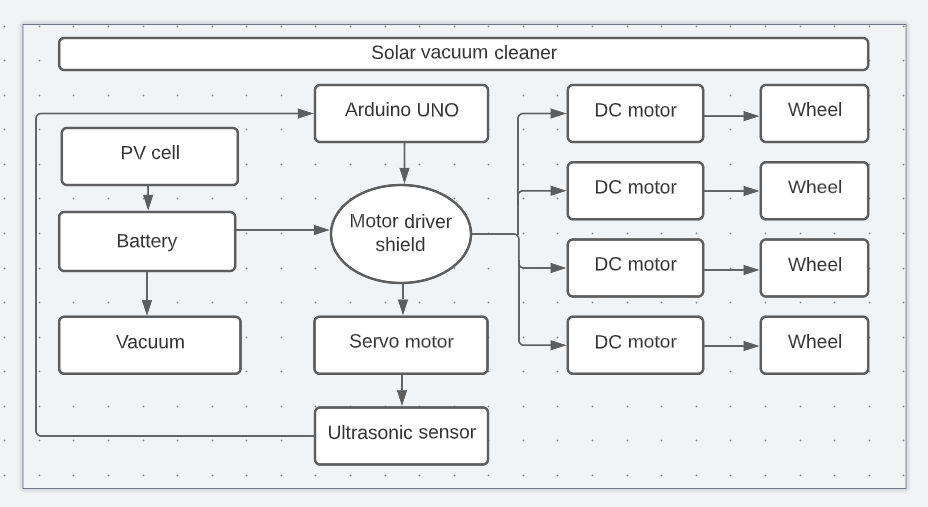 Solar vacuum cleaner
Arduino UNO
DC motor
Wheel
PV cell
DC motor
Wheel
Motor driver
shield
Battery
DC motor
Wheel
Vacuum
Servo motor
DC motor
Wheel
Ultrasonic sensor